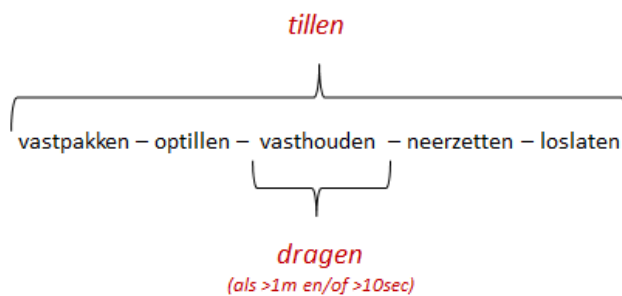 tillen
vastpakken – optillen – vasthouden – neerzetten – loslaten
dragen
(als >1m en/of >10sec)